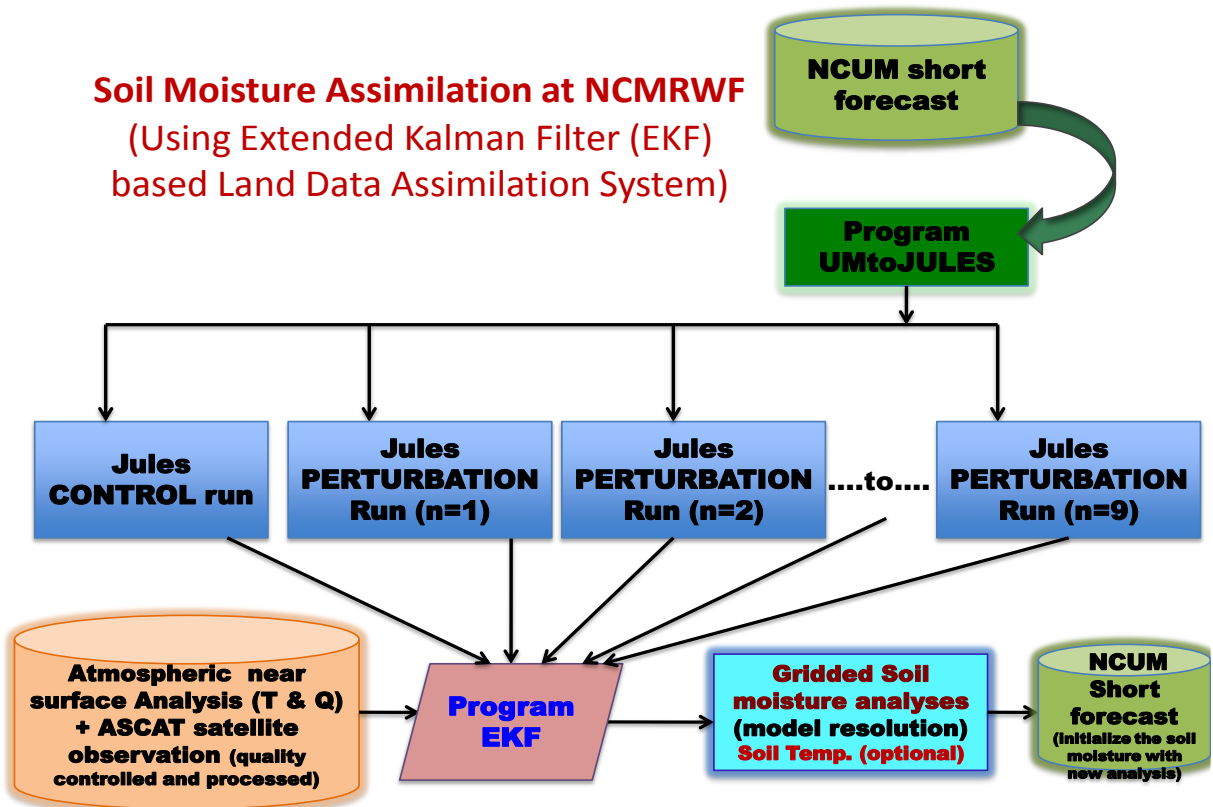 Soil Moisture Assimilation at NCMRWF
(Using Extended Kalman Filter (EKF)
based Land Data Assimilation System)
NCUM short
forecast
Program
UMtoJULES
Jules
CONTROL run
Jules
PERTURBATION
Run (n=1)
Jules
PERTURBATION
Run (n=2)
....to....
Jules
PERTURBATION
Run (n=9)
Atmospheric near
surface Analysis (T & Q)
+ ASCAT satellite
observation (quality
controlled and processed)
Program
EKF
Gridded Soil
moisture analyses
(model resolution)
Soil Temp. (optional)
NCUM
Short
forecast
(initialize the soil
moisture with
new analysis)